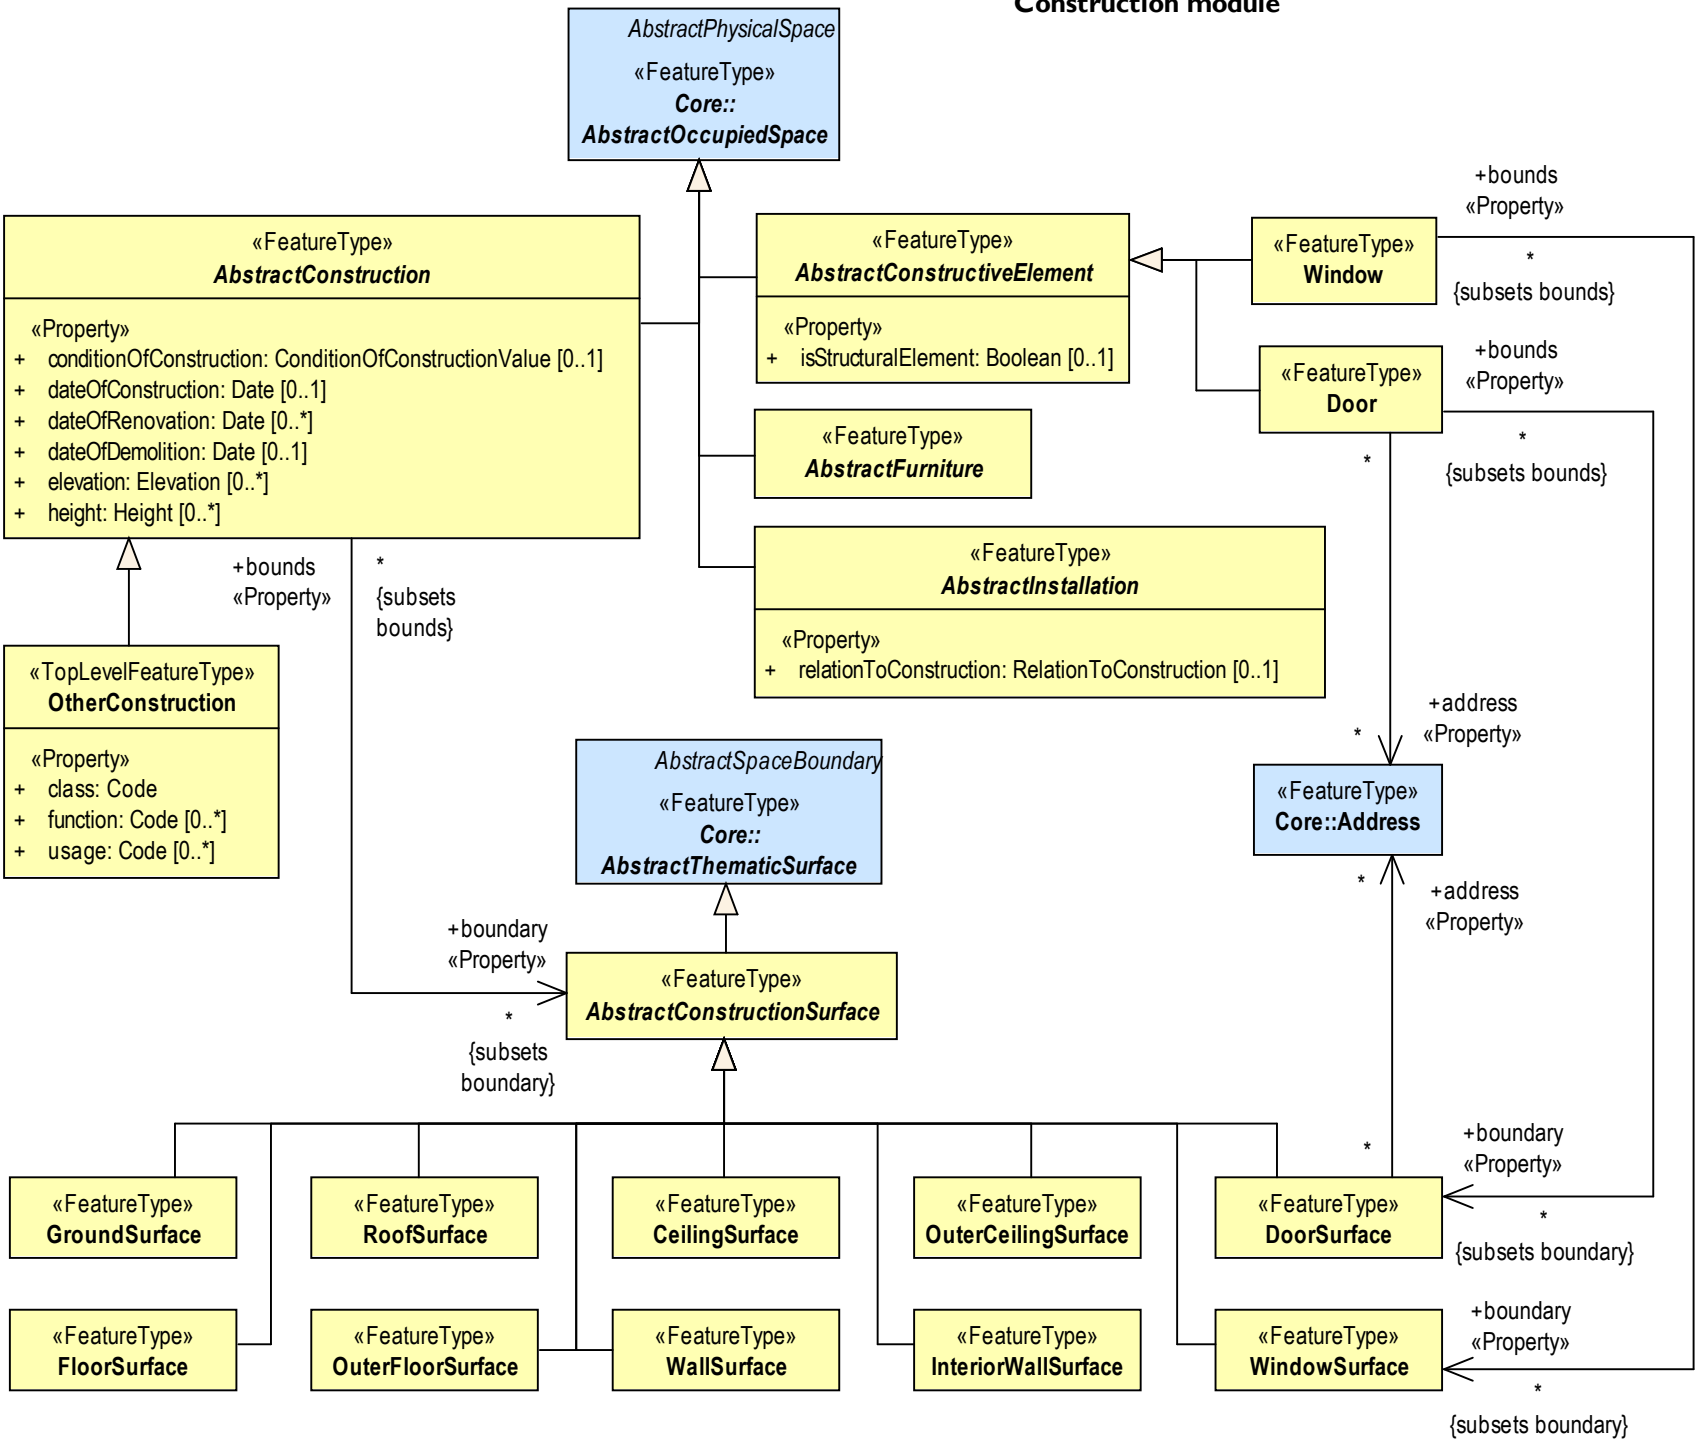 Construction module
AbstractPhysicalSpace
«FeatureType»
Core::
AbstractOccupiedSpace
«FeatureType»
AbstractConstruction
«Property»
+ conditionOfConstruction: ConditionOfConstructionValue [0..1]
+ dateOfConstruction: Date [0..1]
+ dateOfRenovation: Date [0..*]
+ dateOfDemolition: Date [0..1]
+ elevation: Elevation [0..*]
+ height: Height [0..*]
«FeatureType»
AbstractConstructiveElement
«Property»
+ isStructuralElement: Boolean [0..1]
«FeatureType»
Window
+bounds
«Property»
*
{subsets bounds}
«FeatureType»
Door
+bounds
«Property»
*
{subsets bounds}
*
«FeatureType»
AbstractFurniture
«FeatureType»
AbstractInstallation
«Property»
+ relationToConstruction: RelationToConstruction [0..1]
+bounds
«Property»
*
{subsets
bounds}
«TopLevelFeatureType»
OtherConstruction
«Property»
+ class: Code
+ function: Code [0..*]
+ usage: Code [0..*]
+address
«Property»
*
AbstractSpaceBoundary
«FeatureType»
Core::
AbstractThematicSurface
«FeatureType»
Core::Address
*
+address
«Property»
+boundary
«Property»
*
{subsets
boundary}
«FeatureType»
AbstractConstructionSurface
*
+boundary
«Property»
*
{subsets boundary}
«FeatureType»
GroundSurface
«FeatureType»
RoofSurface
«FeatureType»
CeilingSurface
«FeatureType»
OuterCeilingSurface
«FeatureType»
DoorSurface
«FeatureType»
FloorSurface
«FeatureType»
OuterFloorSurface
«FeatureType»
WallSurface
«FeatureType»
InteriorWallSurface
«FeatureType»
WindowSurface
+boundary
«Property»
*
{subsets boundary}